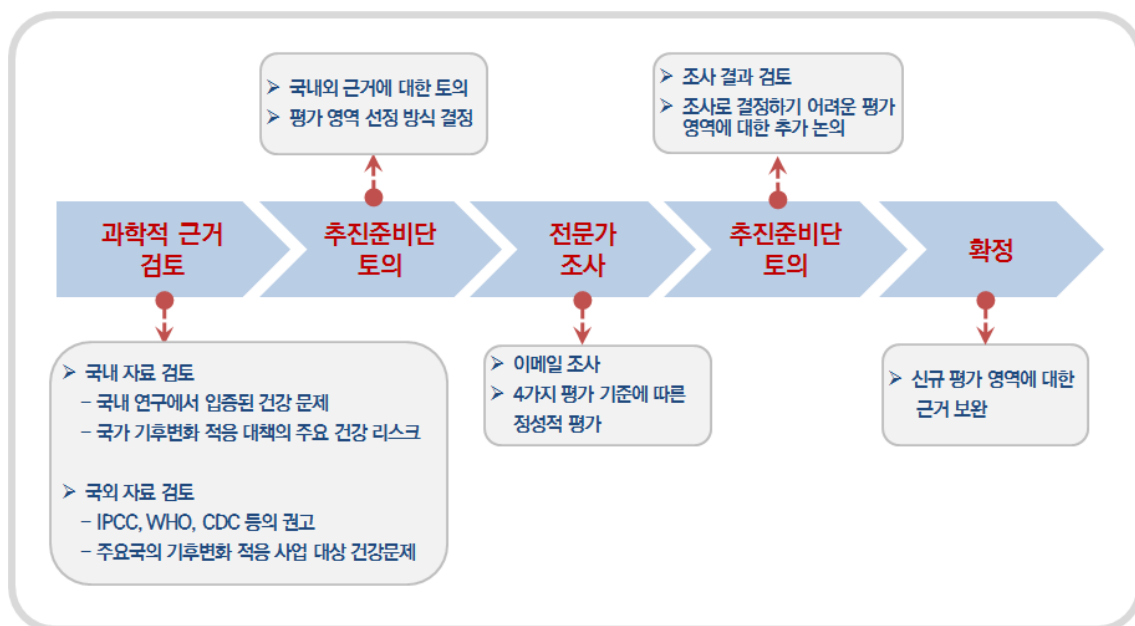 ➢ 국내외 근거에 대한 토의
➢ 평가 영역 선정 방식 결정
➢ 조사 결과 검토
➢ 조사로 결정하기 어려운 평가
영역에 대한 추가 논의
과학적 근거
검토
추진준비단
토의
전문가
조사
추진준비단
토의
확정
➢ 국내 자료 검토
– 국내 연구에서 입증된 건강 문제
– 국가 기후변화 적응 대책의 주요 건강 리스크
➢ 국외 자료 검토
– IPCC, WHO, CDC 등의 권고
– 주요국의 기후변화 적응 사업 대상 건강문제
➢ 이메일 조사
➢ 4가지 평가 기준에 따른
정성적 평가
➢ 신규 평가 영역에 대한
근거 보완